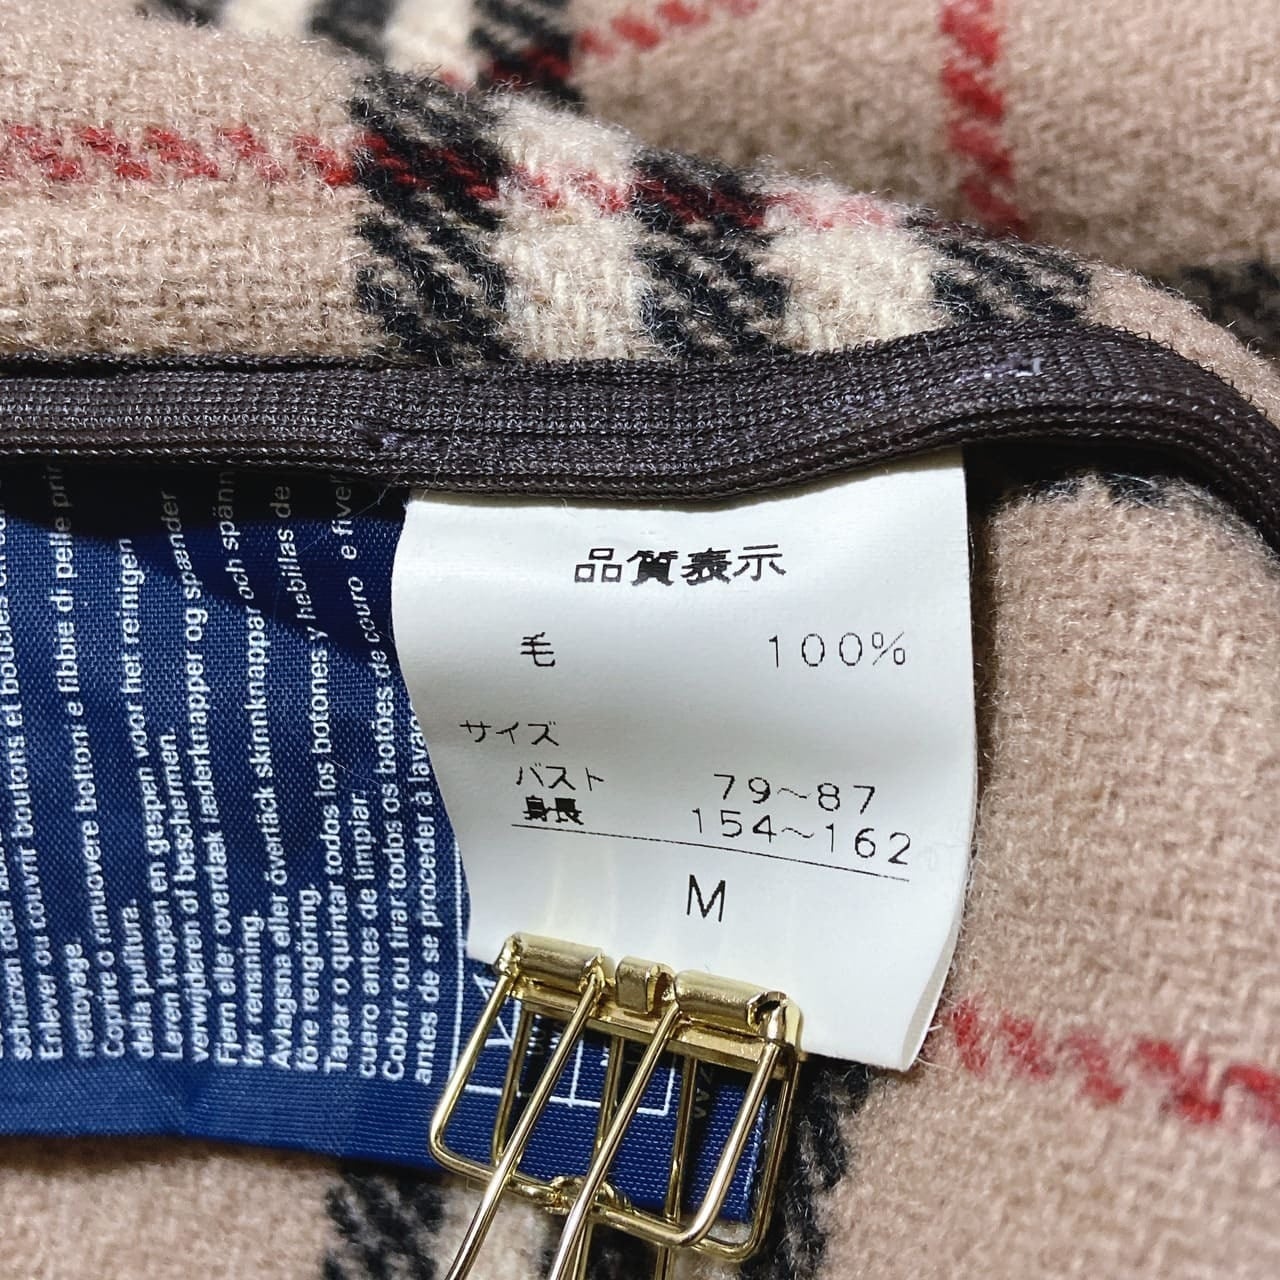 品質表示
毛 100%
サイズ
バスト 79~87
身長 154~162
M
Enlever ou couvrir boutons et boucles
nettoyage.
Coprire o rimuovere bottoni e fibbie di pelle
della pulitura.
Leren knopen en gespen voor het reinigen
verwijderen of beschermen.
Fjern eller overdæk læderknapper og spænder
før rensning.
Avlägsna eller övertäck skinnknappar och
före rengöring.
Tapar o quintar todos los botones y hebillas de
cuero antes de limpiar.
Cobrir ou tirar todos os botões de couro e
antes de se proceder à